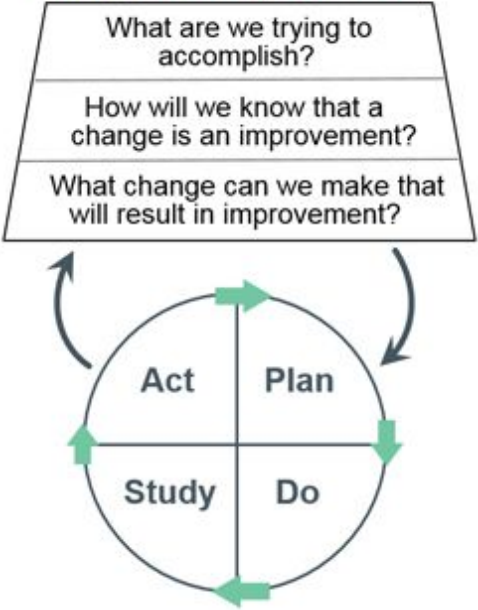 What are we trying to
accomplish?
How will we know that a
change is an improvement?
What change can we make that
will result in improvement?
Act
Plan
Study
Do